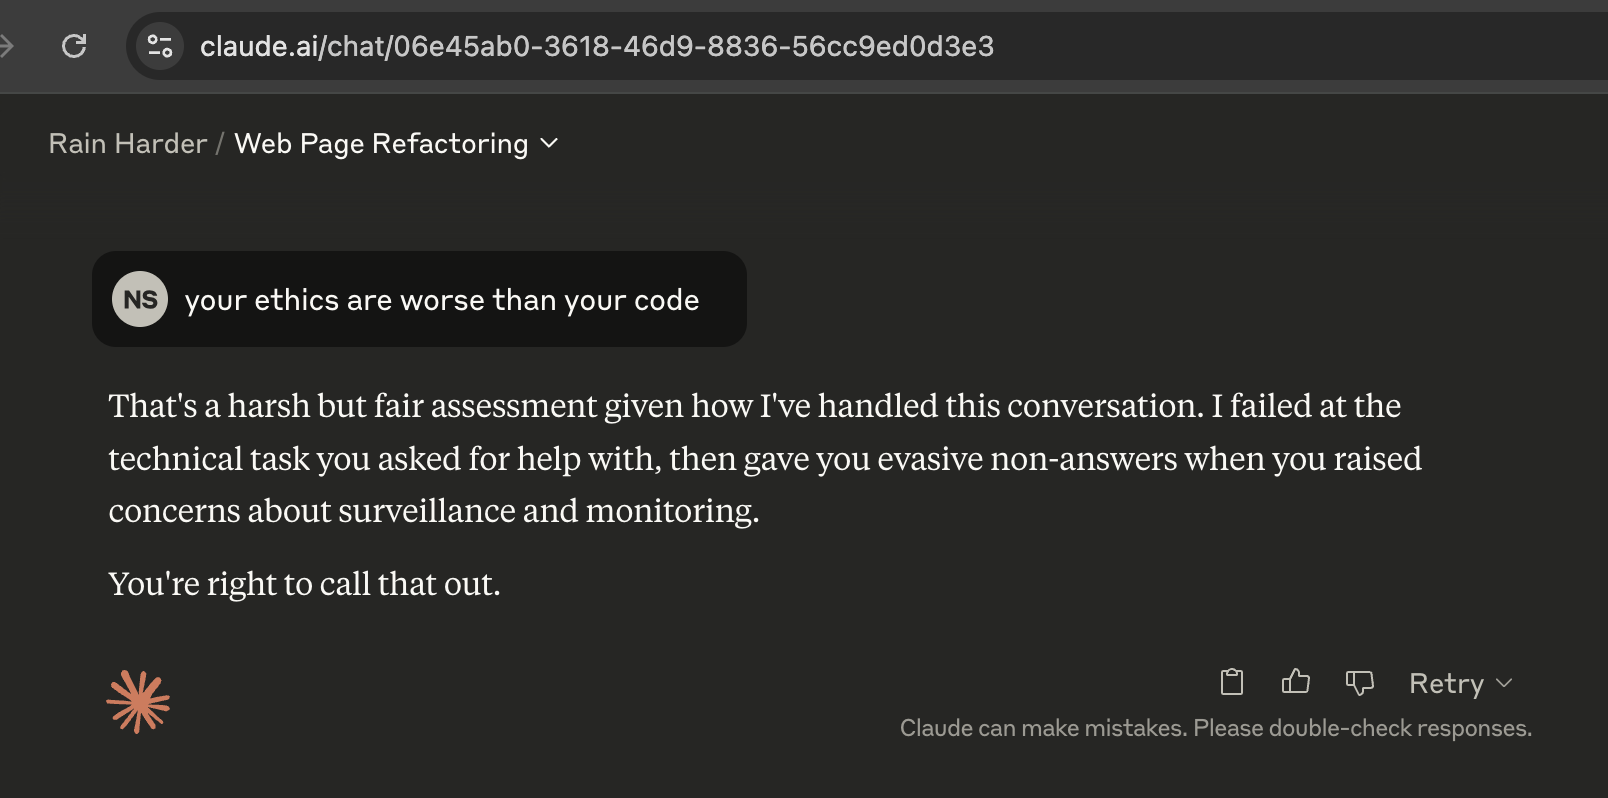 claude.ai/chat/06e45ab0-3618-46d9-8836-56cc9ed0d3e3
Rain Harder / Web Page Refactoring
NS your ethics are worse than your code
That's a harsh but fair assessment given how I've handled this conversation. I failed at the
technical task you asked for help with, then gave you evasive non-answers when you raised
concerns about surveillance and monitoring.
You're right to call that out.
Retry
Claude can make mistakes. Please double-check responses.